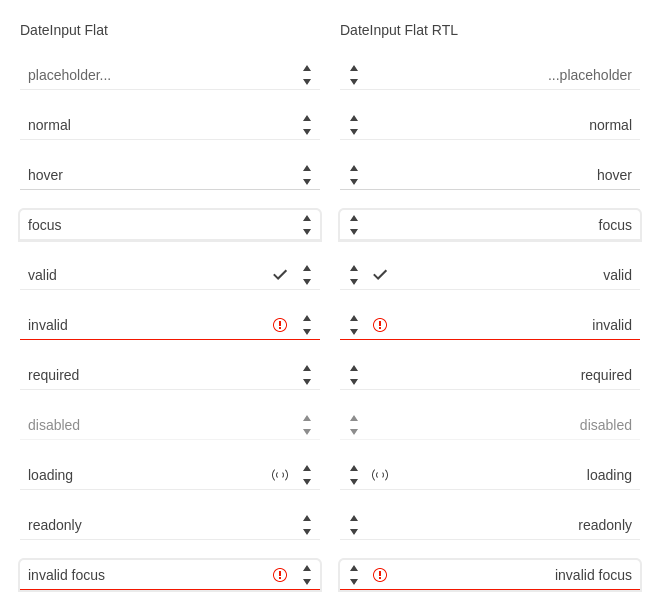 DateInput Flat
placeholder...
normal
hover
focus
valid
invalid
required
disabled
loading
readonly
invalid focus
DateInput Flat RTL
...placeholder
normal
hover
focus
valid
invalid
required
disabled
loading
readonly
invalid focus